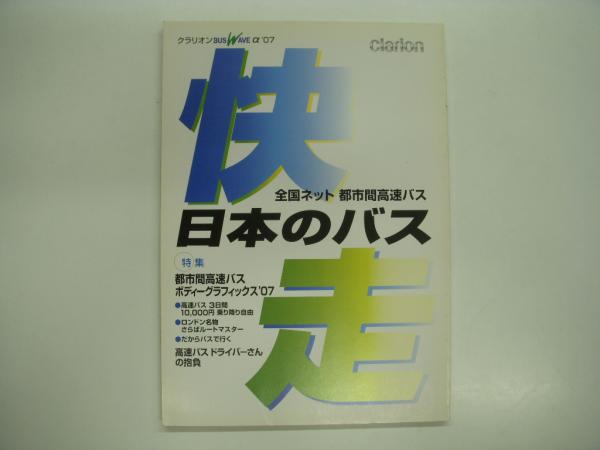 クラリオンBUS WAVE α'07
clarion
快
全国ネット 都市間高速バス
日本のバス
走
特集
都市間高速バス
ボディーグラフィックス'07
●高速バス 3日間
10,000円 乗り降り自由
●ロンドン名物
さらばルートマスター
●だからバスで行く
高速バスドライバーさん
の抱負